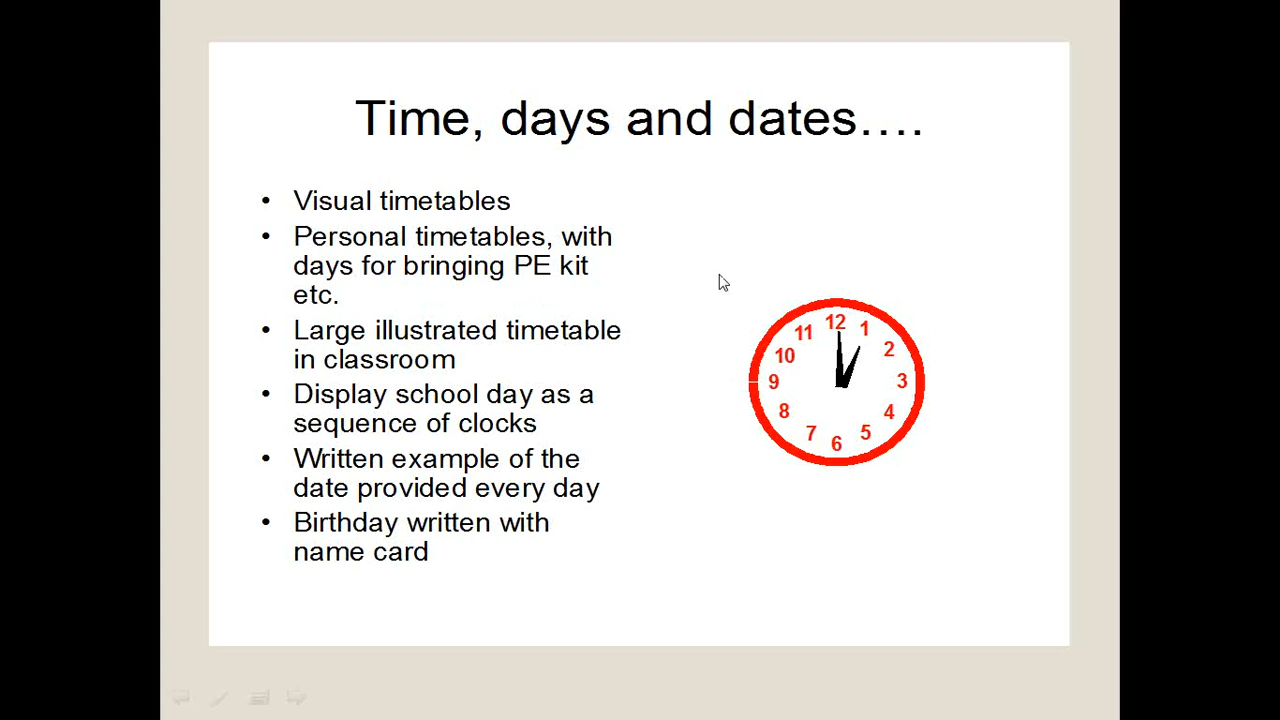 Time, days and dates….
• Visual timetables
• Personal timetables, with
days for bringing PE kit
etc.
• Large illustrated timetable
in classroom
• Display school day as a
sequence of clocks
• Written example of the
date provided every day
• Birthday written with
name card
12
1
2
3
4
5
6
7
8
9
10
11